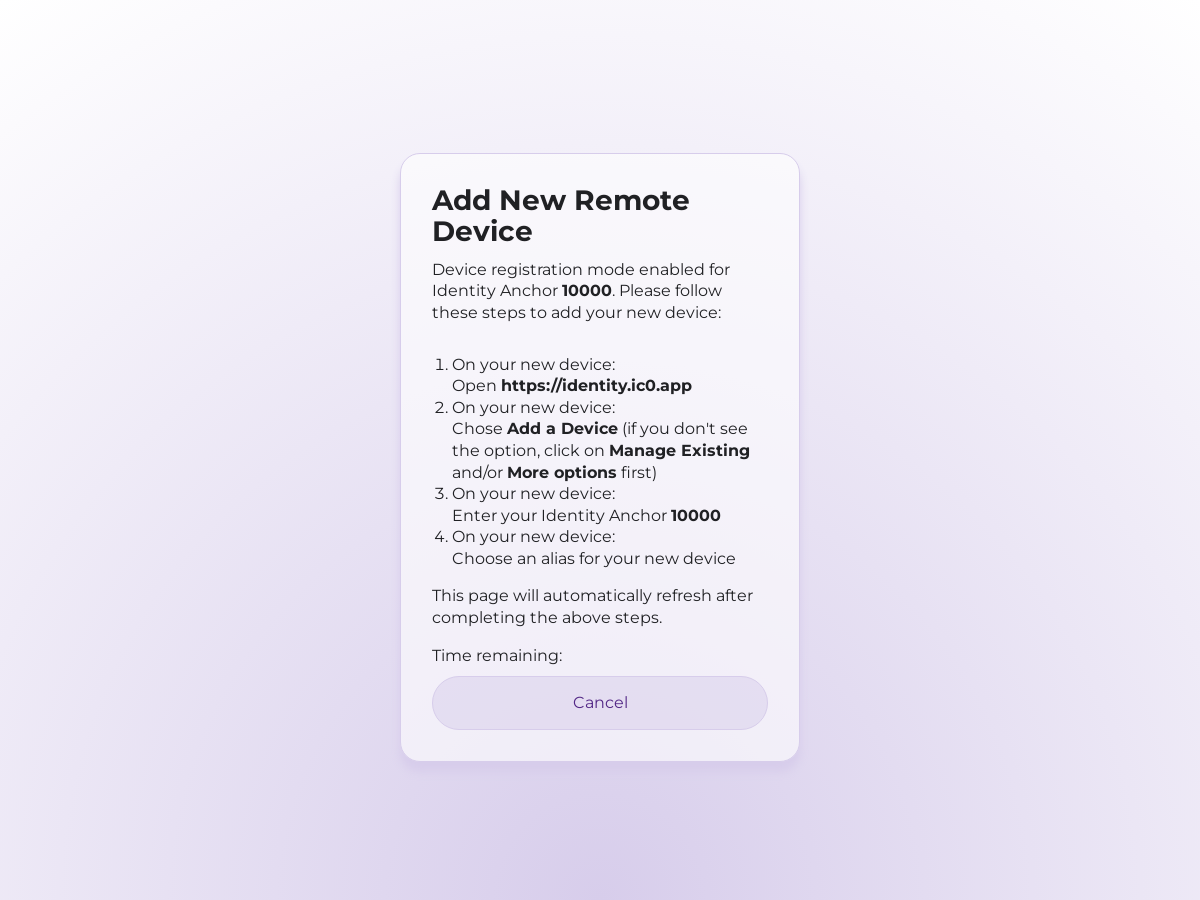 Add New Remote
Device
Device registration mode enabled for
Identity Anchor 10000. Please follow
these steps to add your new device:
1. On your new device:
Open https://identity.ic0.app
2. On your new device:
Chose Add a Device (if you don't see
the option, click on Manage Existing
and/or More options first)
3. On your new device:
Enter your Identity Anchor 10000
4. On your new device:
Choose an alias for your new device
This page will automatically refresh after
completing the above steps.
Time remaining:
Cancel